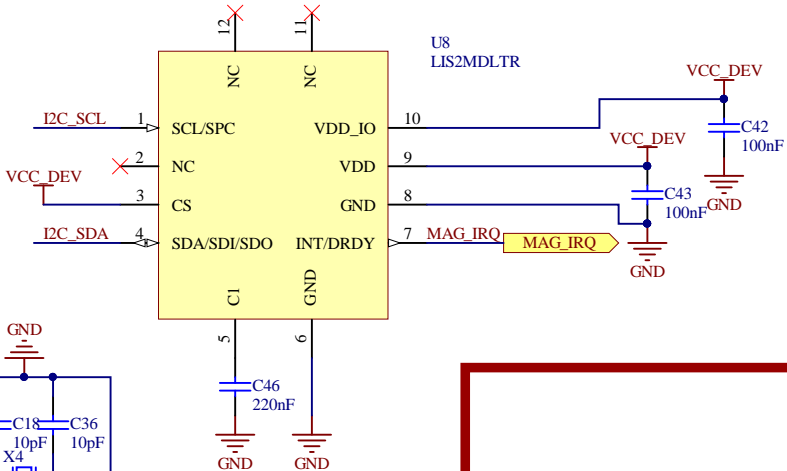 U8
LIS2MDLTR
12
11
NC
NC
VCC_DEV
I2C_SCL
1
SCL/SPC
VDD_IO
10
C42
100nF
VCC_DEV
2
NC
VDD
9
VCC_DEV
3
CS
GND
8
C43
100nF
GND
I2C_SDA
4
SDA/SDI/SDO
INT/DRDY
7
MAG_IRQ
MAG_IRQ
GND
C1
GND
5
6
GND
C46
220nF
C18
10pF
C36
10pF
X4
GND
GND